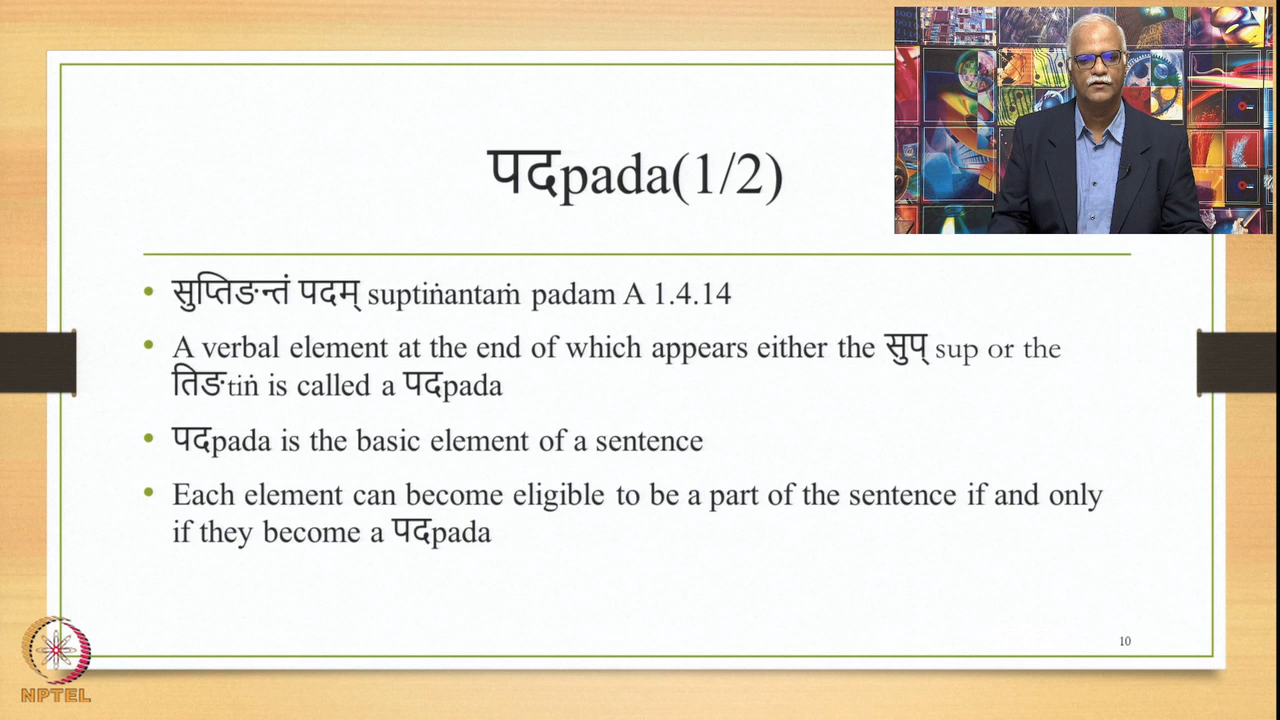 पदpada(1/2)
• सुप्तिङन्तं पदम् suptiṅantaṁ padam A 1.4.14
• A verbal element at the end of which appears either the सुप् sup or the
तिङtiṅ is called a पदpada
• पदpada is the basic element of a sentence
• Each element can become eligible to be a part of the sentence if and only
if they become a पदpada
10
NPTEL